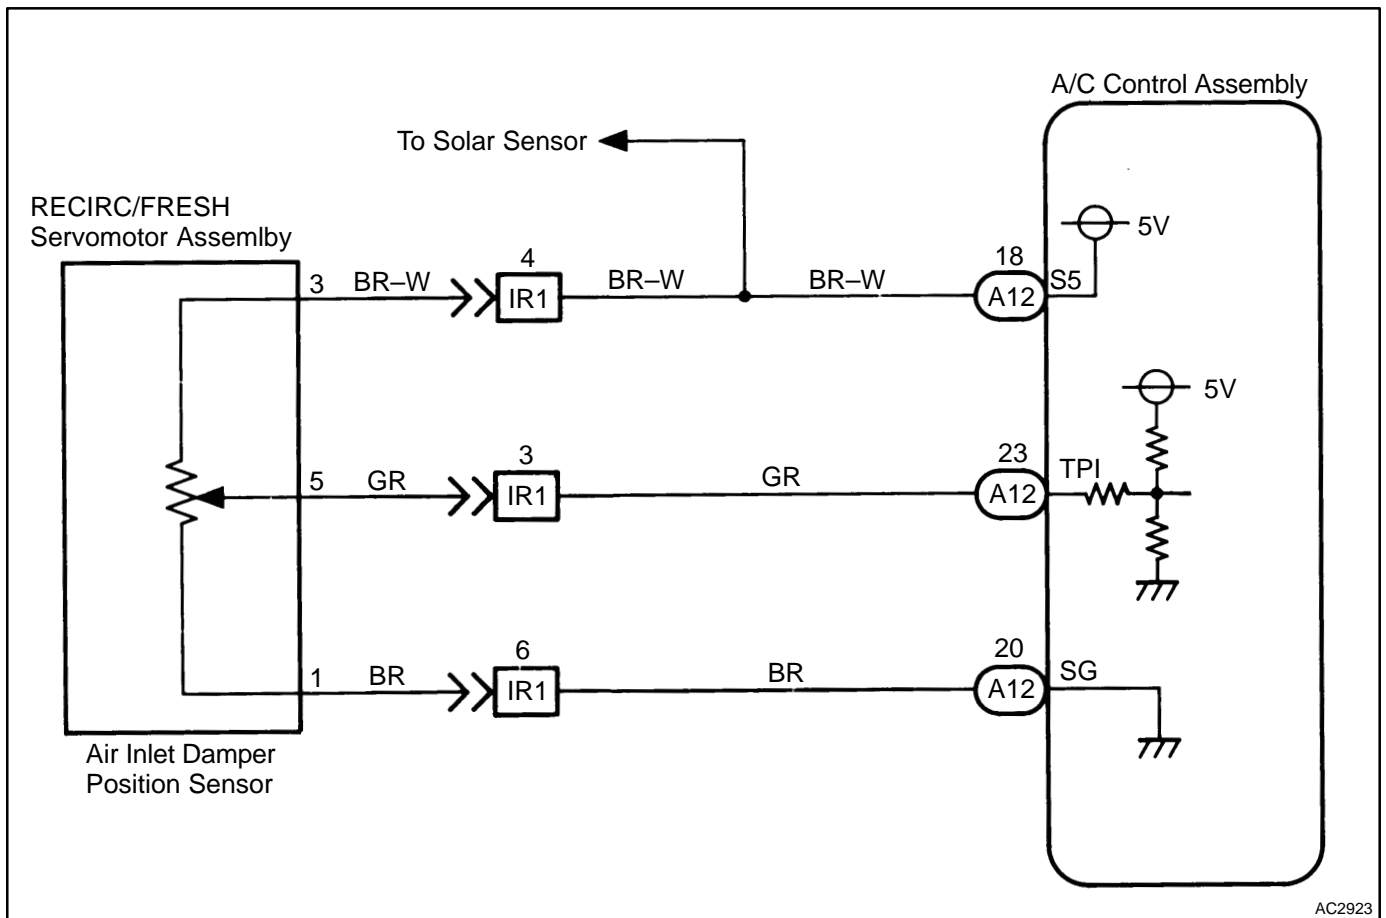 A/C Control Assembly
To Solar Sensor
RECIRC/FRESH
Servomotor Assemlby
5V
3 BR–W 4 IR1 BR–W BR–W 18 A12 S5
5V
5 GR 3 IR1 GR 23 A12 TPI
1 BR 6 IR1 BR 20 A12 SG
Air Inlet Damper
Position Sensor
AC2923